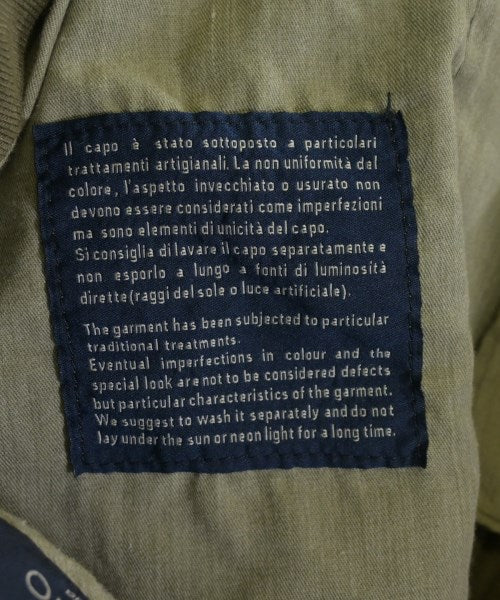 Il capo è stato sottoposto a particolari
trattamenti artigianali. La non uniformità del
colore, l'aspetto invecchiato o usurato non
devono essere considerati come imperfezioni
ma sono elementi di unicità del capo.
Si consiglia di lavare il capo separatamente e
non esporlo a lungo a fonti di luminosità
dirette (raggi del sole o luce artificiale).
The garment has been subjected to particular
traditional treatments.
Eventual imperfections in colour and the
special look are not to be considered defects
but particular characteristics of the garment.
We suggest to wash it separately and do not
lay under the sun or neon light for a long time.